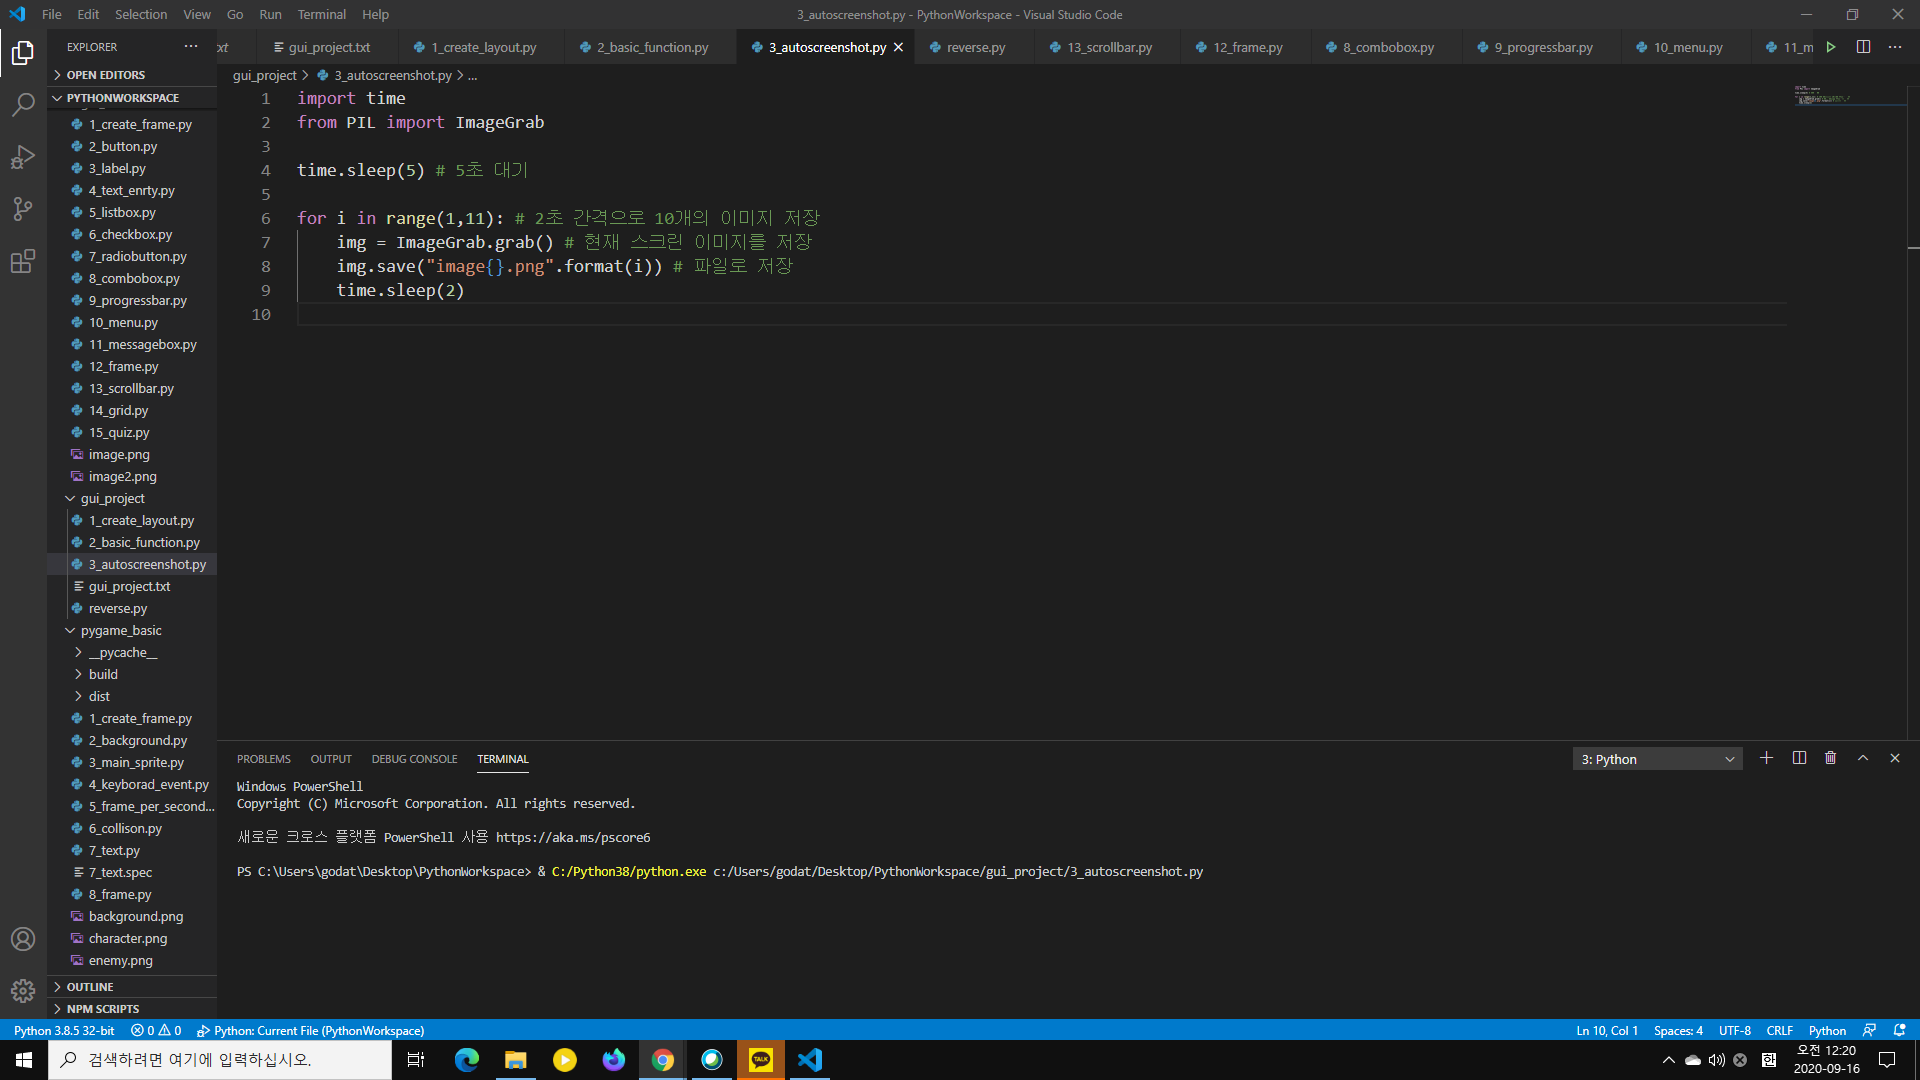 File Edit Selection View Go Run Terminal Help
3_autoscreenshot.py - PythonWorkspace - Visual Studio Code
EXPLORER
gui_project.txt
1_create_layout.py
2_basic_function.py
3_autoscreenshot.py
reverse.py
13_scrollbar.py
12_frame.py
8_combobox.py
9_progressbar.py
10_menu.py
gui_project > 3_autoscreenshot.py > ...
OPEN EDITORS
PYTHONWORKSPACE
1_create_frame.py
2_button.py
3_label.py
4_text_enrty.py
5_listbox.py
6_checkbox.py
7_radiobutton.py
8_combobox.py
9_progressbar.py
10_menu.py
11_messagebox.py
12_frame.py
13_scrollbar.py
14_grid.py
15_quiz.py
image.png
image2.png
gui_project
1_create_layout.py
2_basic_function.py
3_autoscreenshot.py
gui_project.txt
reverse.py
pygame_basic
__pycache__
build
dist
1_create_frame.py
2_background.py
3_main_sprite.py
4_keyborad_event.py
5_frame_per_second...
6_collison.py
7_text.py
7_text.spec
8_frame.py
background.png
character.png
enemy.png
OUTLINE
NPM SCRIPTS
1 import time
2 from PIL import ImageGrab
3
4 time.sleep(5) # 5초 대기
5
6 for i in range(1,11): # 2초 간격으로 10개의 이미지 저장
7 img = ImageGrab.grab() # 현재 스크린 이미지를 저장
8 img.save("image{}.png".format(i)) # 파일로 저장
9 time.sleep(2)
10
PROBLEMS OUTPUT DEBUG CONSOLE TERMINAL
3: Python
Windows PowerShell
Copyright (C) Microsoft Corporation. All rights reserved.
새로운 크로스 플랫폼 PowerShell 사용 https://aka.ms/pscore6
PS C:\Users\godat\Desktop\PythonWorkspace> & C:/Python38/python.exe c:/Users/godat/Desktop/PythonWorkspace/gui_project/3_autoscreenshot.py
Python 3.8.5 32-bit 0 0 Python: Current File (PythonWorkspace)
Ln 10, Col 1 Spaces: 4 UTF-8 CRLF Python
검색하려면 여기에 입력하십시오.
TALK
한
오전 12:20
2020-09-16